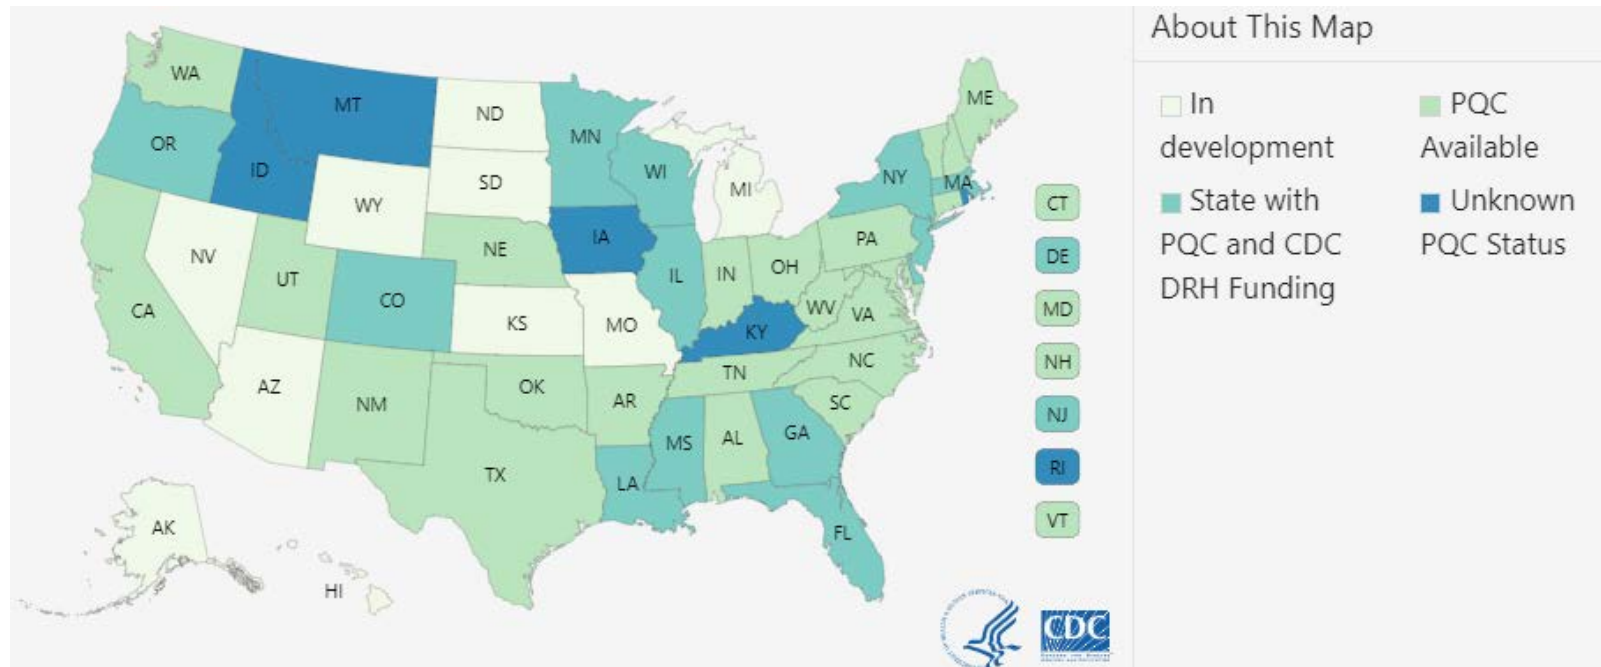 About This Map
In development
PQC Available
State with PQC and CDC DRH Funding
Unknown PQC Status
WA
MT
ND
MN
ME
OR
ID
SD
WI
NY
MA
MI
WY
CT
IA
PA
NE
NV
DE
OH
IN
IL
UT
CO
CA
WV
VA
MD
KS
MO
KY
NC
NH
TN
AZ
OK
NM
AR
SC
NJ
MS
AL
GA
RI
TX
LA
VT
AK
FL
HI
CDC